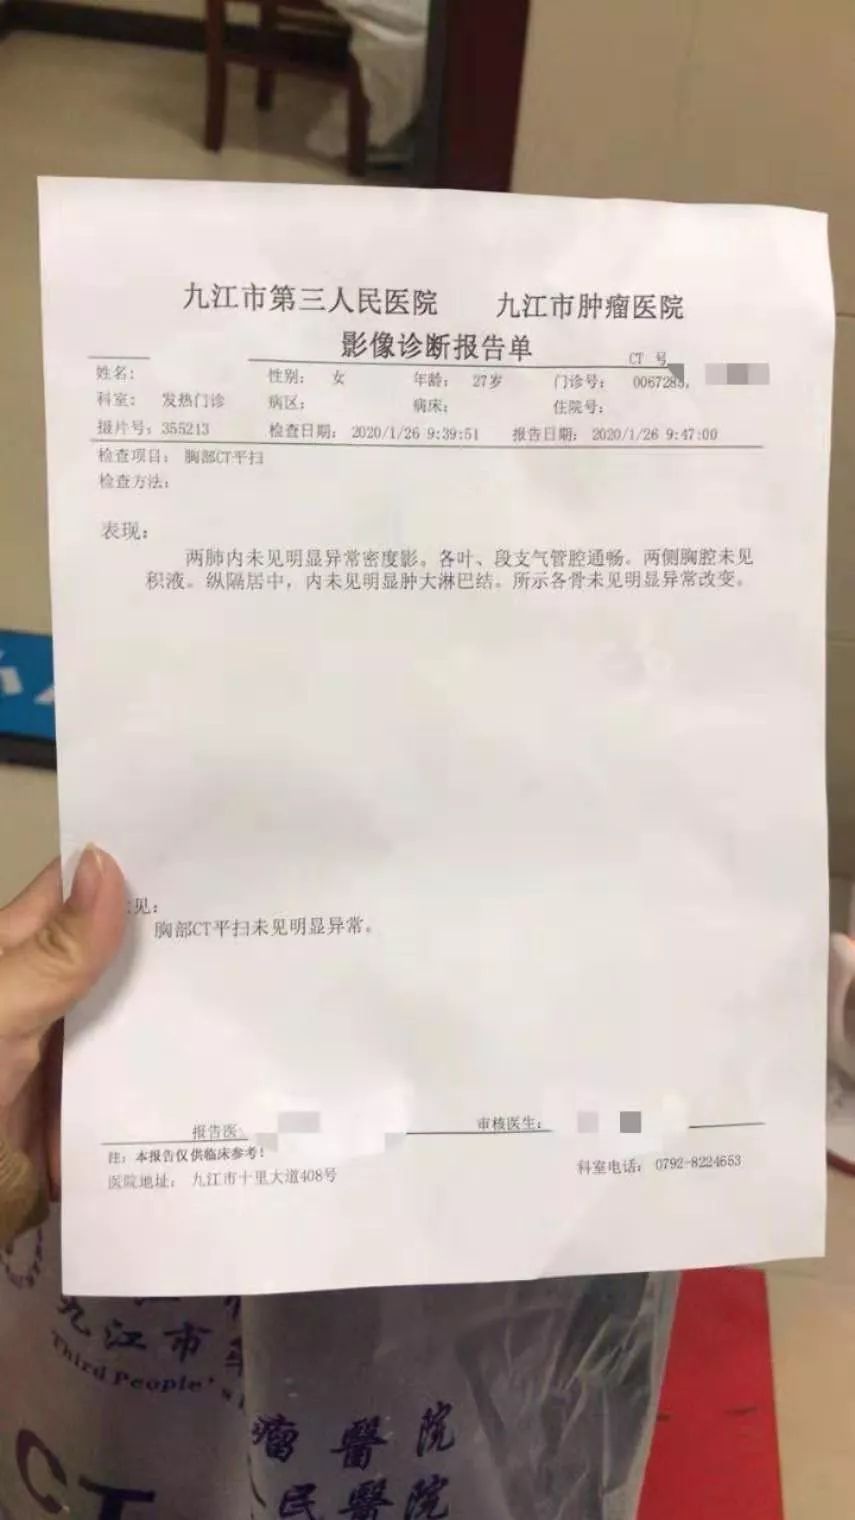 九江市第三人民医院 九江市肿瘤医院
影像诊断报告单
CT 号
姓名： 性别： 女 年龄： 27岁 门诊号： 0067283,
科室： 发热门诊 病区： 病床： 住院号：
摄片号： 355213 检查日期： 2020/1/26 9:39:51 报告日期： 2020/1/26 9:47:00
检查项目： 胸部CT平扫
检查方法：
表现：
两肺内未见明显异常密度影。各叶、段支气管腔通畅。两侧胸腔未见
积液。纵隔居中，内未见明显肿大淋巴结。所示各骨未见明显异常改变。
见：
胸部CT平扫未见明显异常。
报告医 审核医生：
注：本报告仅供临床参考！
医院地址： 九江市十里大道408号 科室电话： 0792-8224653
九江市
Third People's
瘤醫院
CT
民醫院